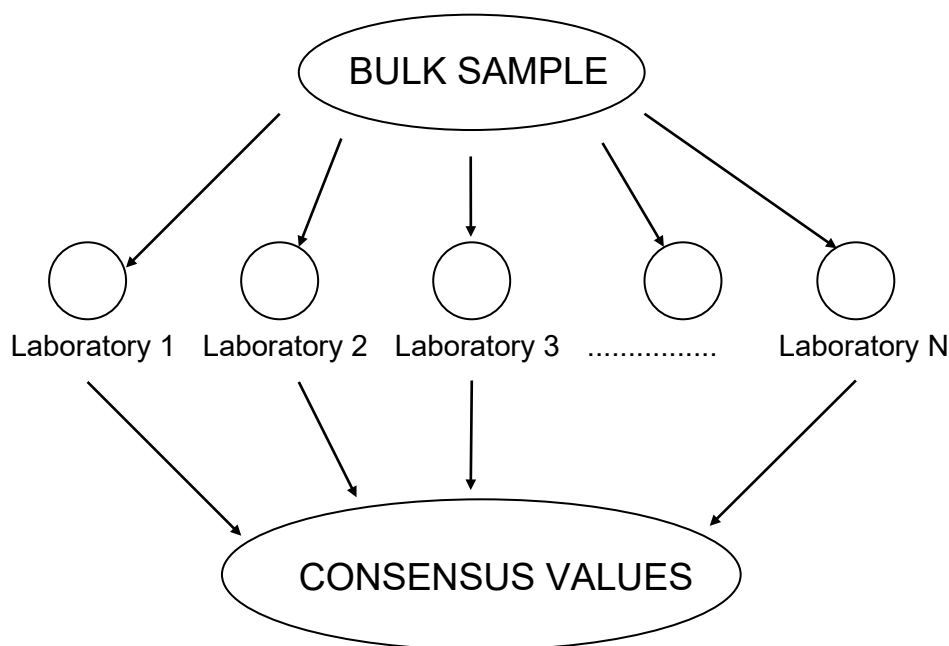 BULK SAMPLE
Laboratory 1 Laboratory 2 Laboratory 3 ................ Laboratory N
CONSENSUS VALUES